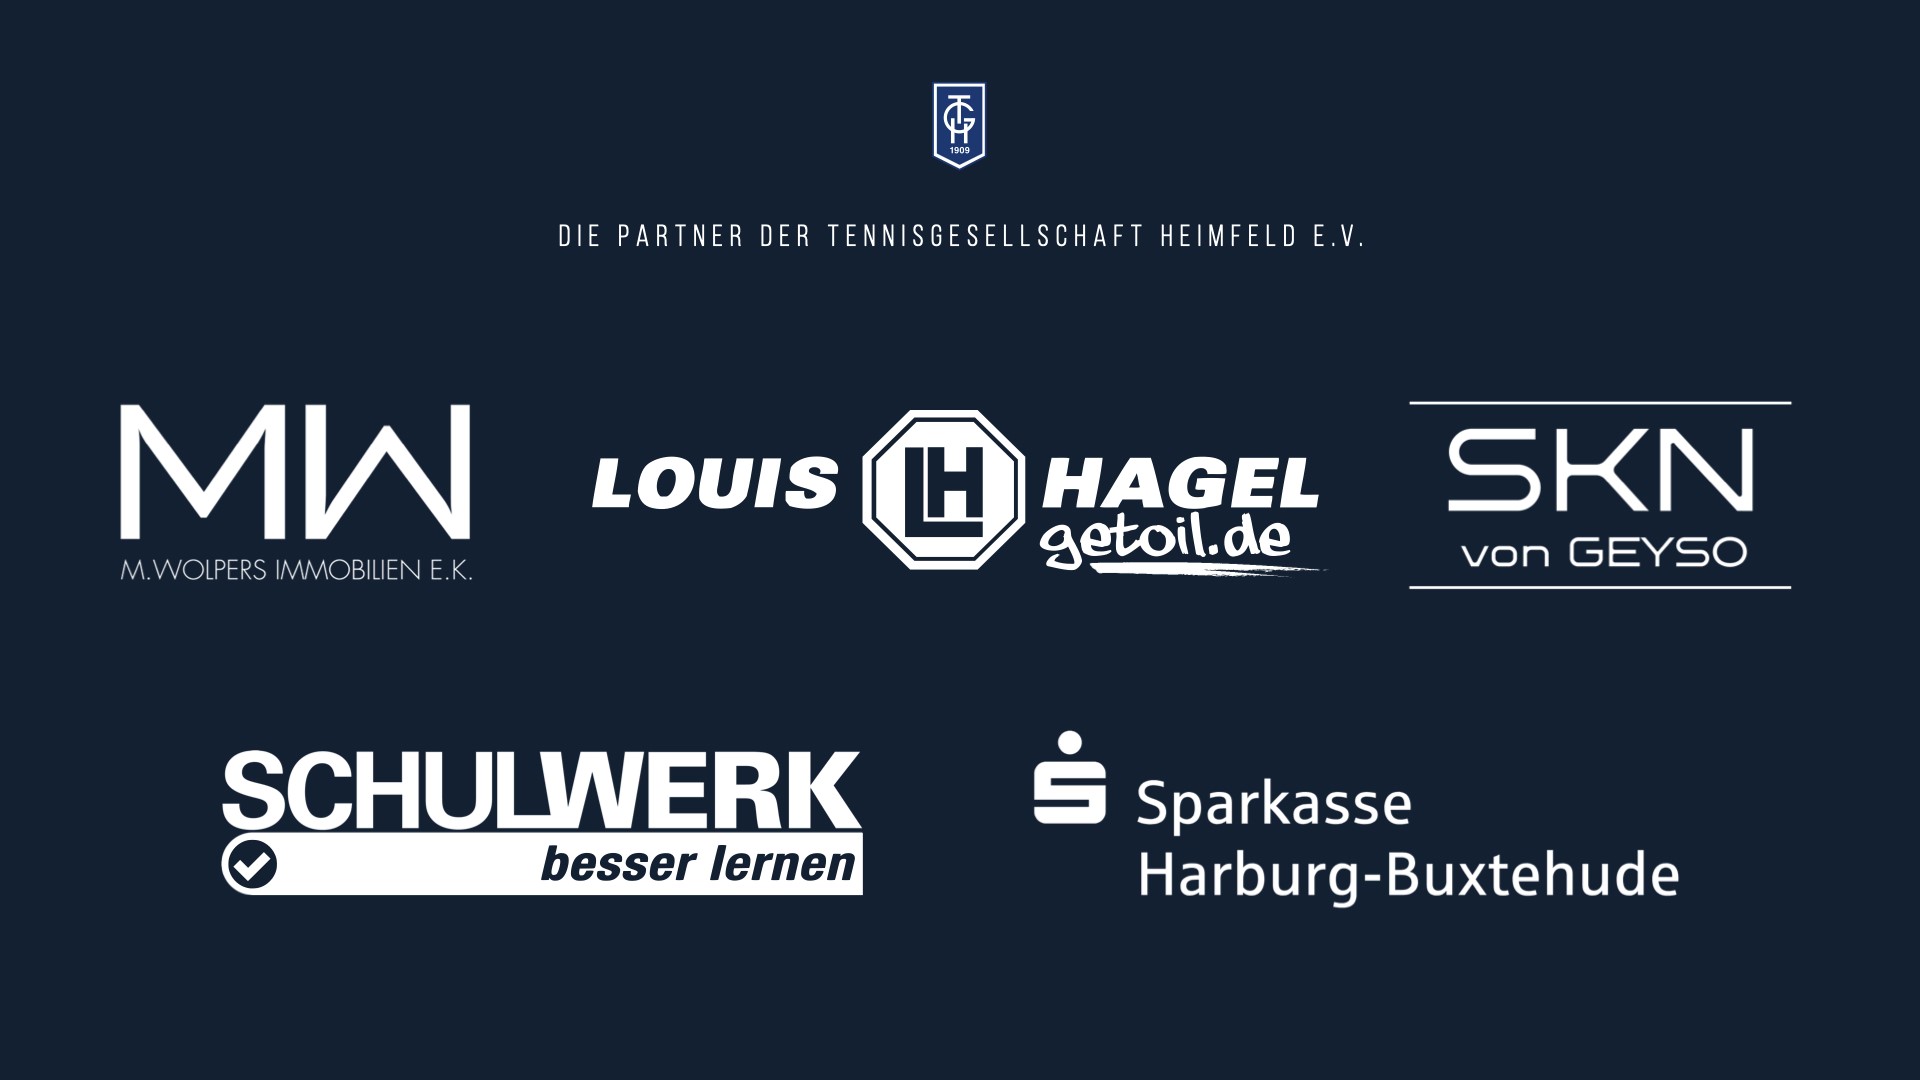 TGH
1909
DIE PARTNER DER TENNISGESELLSCHAFT HEIMFELD E.V.
MW
M.WOLPERS IMMOBILIEN E.K.
LOUIS LH HAGEL
getoil.de
SKN
von GEYSO
SCHULWERK
besser lernen
S Sparkasse
Harburg-Buxtehude